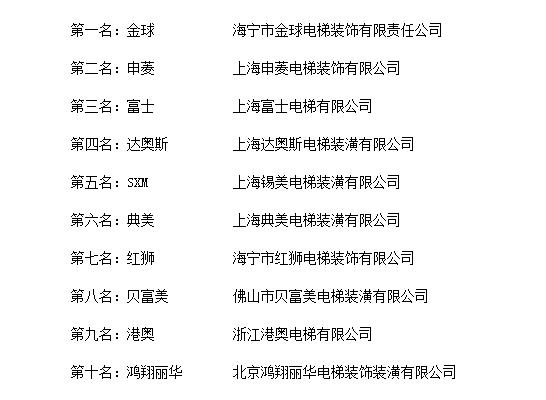 第一名：金球 海宁市金球电梯装饰有限责任公司
第二名：申菱 上海申菱电梯装饰有限公司
第三名：富士 上海富士电梯有限公司
第四名：达奥斯 上海达奥斯电梯装潢有限公司
第五名：SXM 上海锡美电梯装潢有限公司
第六名：典美 上海典美电梯装潢有限公司
第七名：红狮 海宁市红狮电梯装饰有限公司
第八名：贝富美 佛山市贝富美电梯装潢有限公司
第九名：港奥 浙江港奥电梯有限公司
第十名：鸿翔丽华 北京鸿翔丽华电梯装饰装潢有限公司